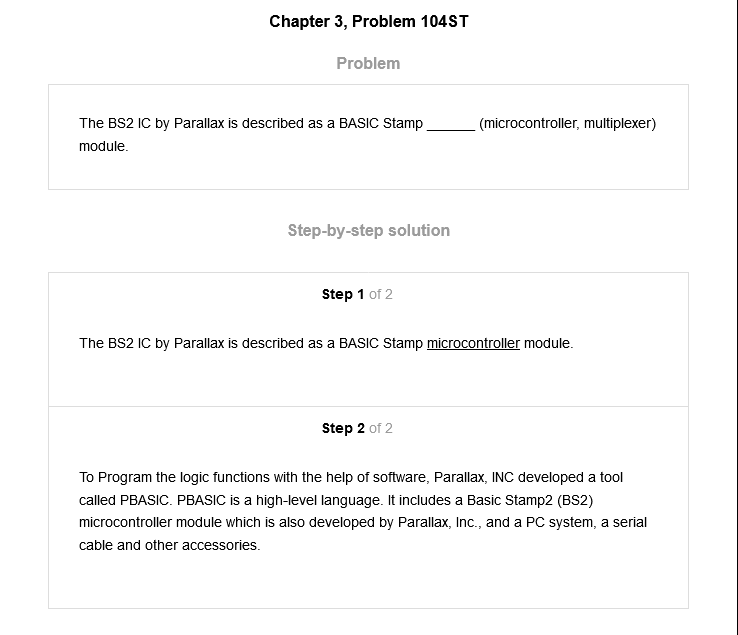 Chapter 3, Problem 104ST
Problem
The BS2 IC by Parallax is described as a BASIC Stamp ______ (microcontroller, multiplexer)
module.
Step-by-step solution
Step 1 of 2
The BS2 IC by Parallax is described as a BASIC Stamp microcontroller module.
Step 2 of 2
To Program the logic functions with the help of software, Parallax, INC developed a tool
called PBASIC. PBASIC is a high-level language. It includes a Basic Stamp2 (BS2)
microcontroller module which is also developed by Parallax, Inc., and a PC system, a serial
cable and other accessories.